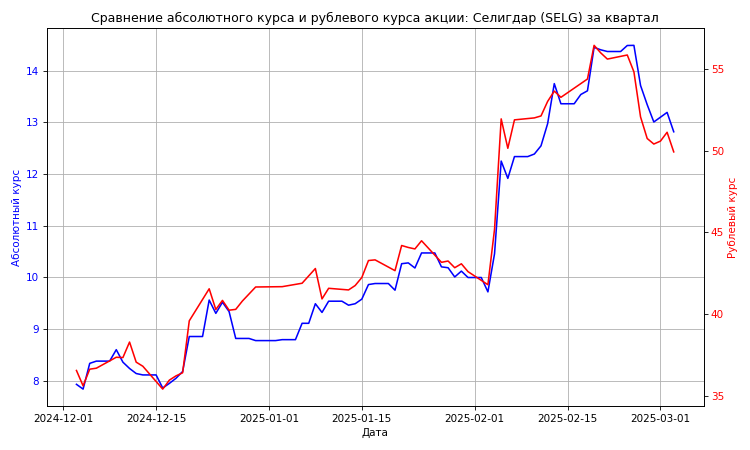 Сравнение абсолютного курса и рублевого курса акции: Селигдар (SELG) за квартал
Абсолютный курс
14
13
12
11
10
9
8
55
50
45
40
35
Рублевый курс
2024-12-01 2024-12-15 2025-01-01 2025-01-15 2025-02-01 2025-02-15 2025-03-01
Дата